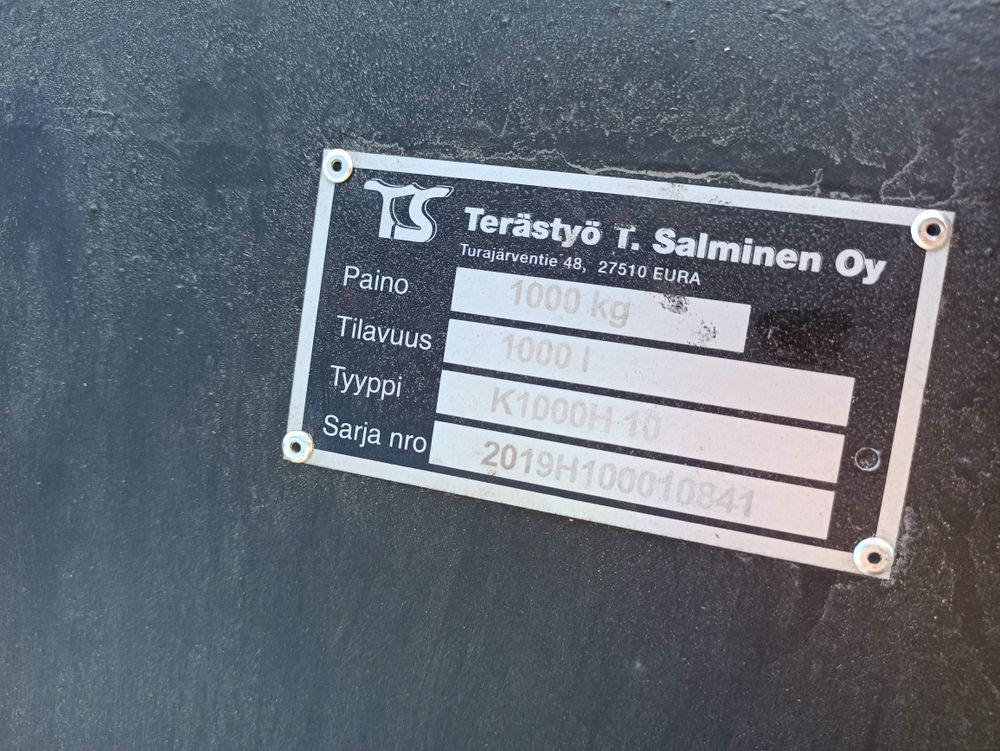 TS
Terästyö T. Salminen Oy
Turajärventie 48, 27510 EURA
Paino 1000 kg
Tilavuus 1000 l
Tyyppi K1000H 10
Sarja nro 2019H100010841